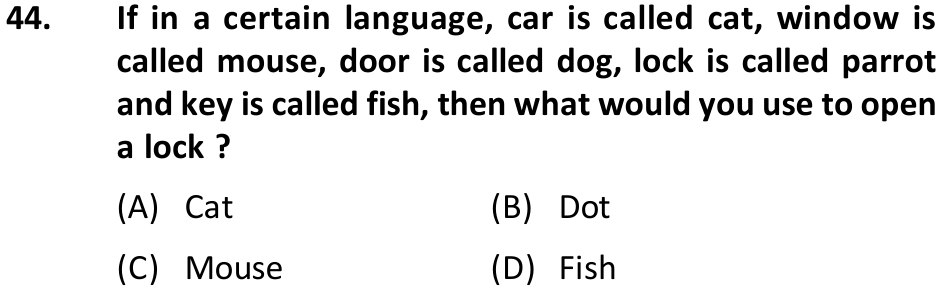 44. If in a certain language, car is called cat, window is
called mouse, door is called dog, lock is called parrot
and key is called fish, then what would you use to open
a lock ?
(A) Cat (B) Dot
(C) Mouse (D) Fish